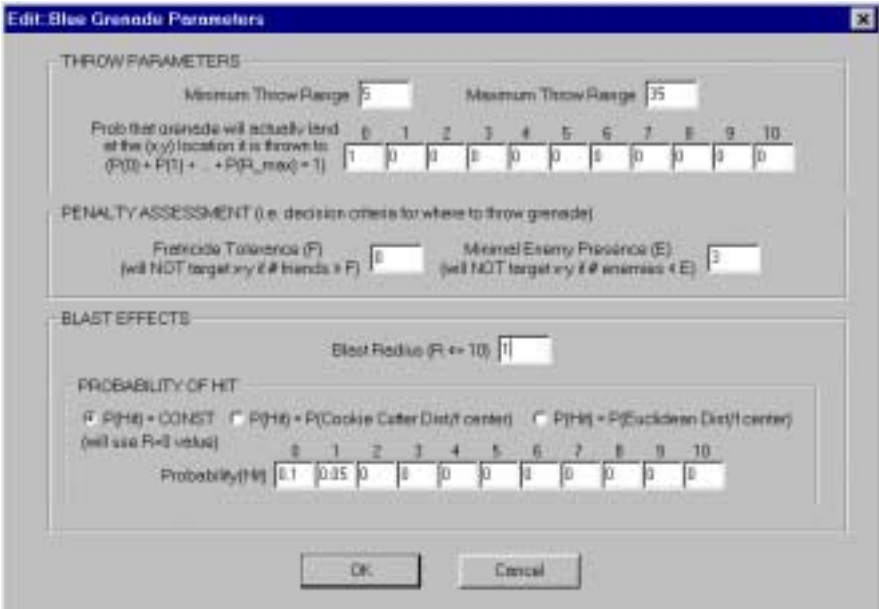 Edit::Blue Grenade Parameters
THROW PARAMETERS
Minimum Throw Range 5 Maximum Throw Range 35
Prob that grenade will actually land
at the (x,y) location it is thrown to
(P(0) + P(1) + ... + P(R_max) = 1)
0 1 2 3 4 5 6 7 8 9 10
1 0 0 0 0 0 0 0 0 0 0
PENALTY ASSESSMENT (i.e. decision criteria for where to throw grenade)
Fratricide Tolerance (F)
(will NOT target x-y if # friends > F) 0
Minimal Enemy Presence (E)
(will NOT target x-y if # enemies < E) 3
BLAST EFFECTS
Blast Radius (R <= 10) 1
PROBABILITY OF HIT
P(Hit) = CONST P(Hit) = P(Cookie Cutter Dist/f center) P(Hit) = P(Euclidean Dist/f center)
(will use R=0 value)
0 1 2 3 4 5 6 7 8 9 10
Probability(Hit) 0.1 0.05 0 0 0 0 0 0 0 0 0
OK Cancel